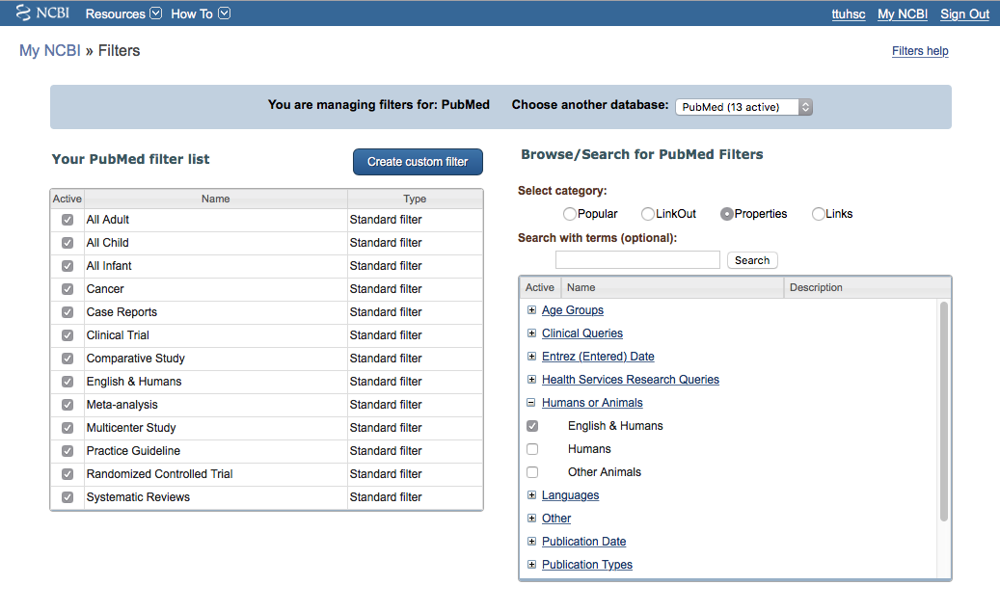 NCBI Resources How To ttuhsc My NCBI Sign Out
My NCBI » Filters Filters help
You are managing filters for: PubMed Choose another database: PubMed (13 active)
Your PubMed filter list
Create custom filter
Active Name Type
All Adult Standard filter
All Child Standard filter
All Infant Standard filter
Cancer Standard filter
Case Reports Standard filter
Clinical Trial Standard filter
Comparative Study Standard filter
English & Humans Standard filter
Meta-analysis Standard filter
Multicenter Study Standard filter
Practice Guideline Standard filter
Randomized Controlled Trial Standard filter
Systematic Reviews Standard filter
Browse/Search for PubMed Filters
Select category:
Popular LinkOut Properties Links
Search with terms (optional):
Search
Active Name Description
Age Groups
Clinical Queries
Entrez (Entered) Date
Health Services Research Queries
Humans or Animals
English & Humans
Humans
Other Animals
Languages
Other
Publication Date
Publication Types